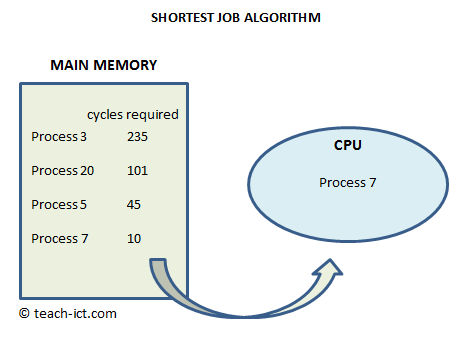 SHORTEST JOB ALGORITHM
MAIN MEMORY
cycles required
Process 3 235
Process 20 101
Process 5 45
Process 7 10
CPU
Process 7
© teach-ict.com